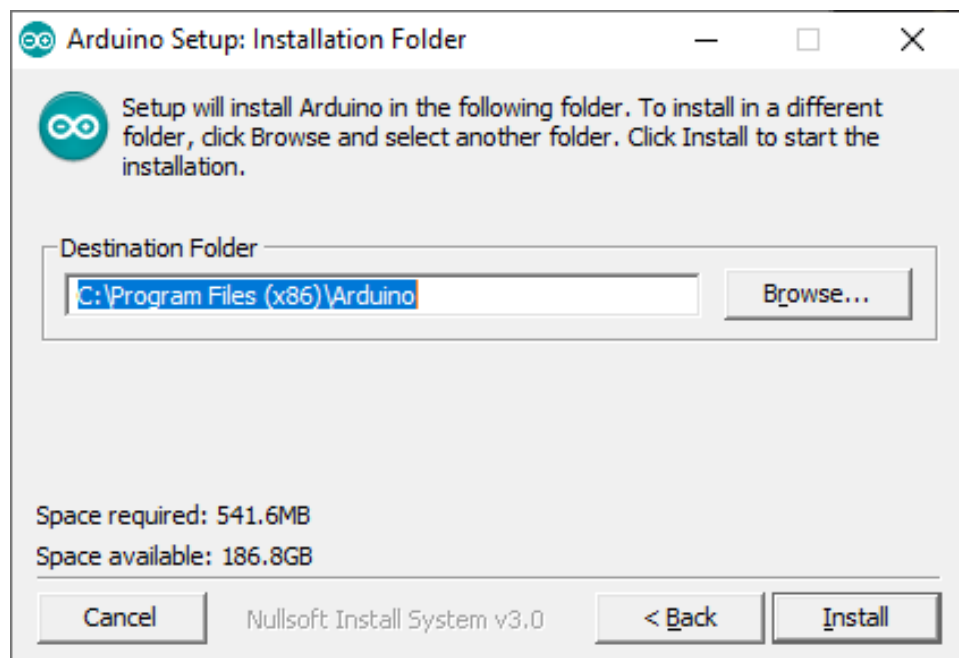 Arduino Setup: Installation Folder
Setup will install Arduino in the following folder. To install in a different
folder, click Browse and select another folder. Click Install to start the
installation.
Destination Folder
C:\Program Files (x86)\Arduino
Browse...
Space required: 541.6MB
Space available: 186.8GB
Cancel
Nullsoft Install System v3.0
< Back
Install